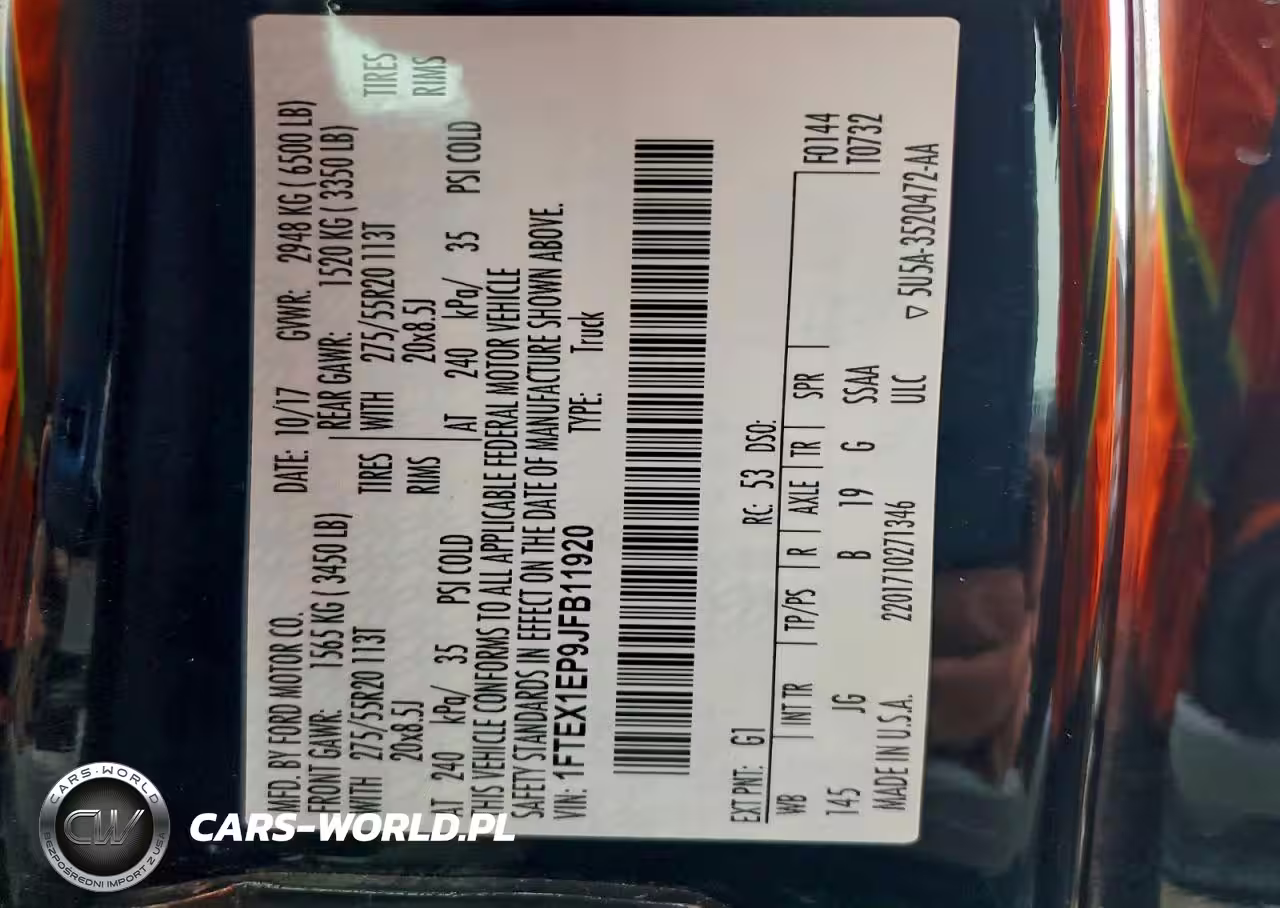 MFD. BY FORD MOTOR CO.
DATE: 10/17 GVWR: 2948 KG ( 6500 LB)
FRONT GAWR: 1565 KG ( 3450 LB)
REAR GAWR: 1520 KG ( 3350 LB)
WITH 275/55R20 113T TIRES
WITH 275/55R20 113T TIRES
20x8.5J RIMS
20x8.5J RIMS
AT 240 kPa/ 35 PSI COLD
AT 240 kPa/ 35 PSI COLD
THIS VEHICLE CONFORMS TO ALL APPLICABLE FEDERAL MOTOR VEHICLE
SAFETY STANDARDS IN EFFECT ON THE DATE OF MANUFACTURE SHOWN ABOVE.
VIN: 1FTEX1EP9JFB11920 TYPE: Truck
EXT PNT: G1 RC: 53 DSO:
WB INT TR TP/PS R AXLE TR SPR F0144
145 JG B 19 G SSAA T0732
MADE IN U.S.A. 2201710271346 ULC
▽ 5U5A-3520472-AA
CARS-WORLD
CW
BEZPOŚREDNI IMPORT Z USA
CARS-WORLD.PL